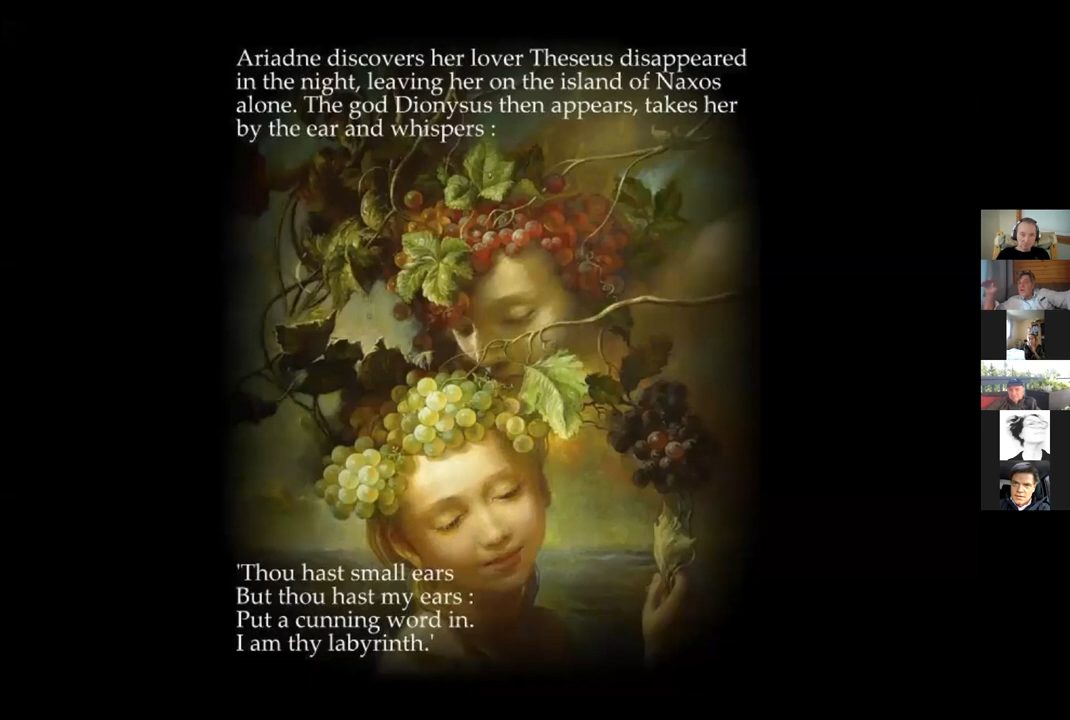 Ariadne discovers her lover Theseus disappeared
in the night, leaving her on the island of Naxos
alone. The god Dionysus then appears, takes her
by the ear and whispers :
'Thou hast small ears
But thou hast my ears :
Put a cunning word in.
I am thy labyrinth.'